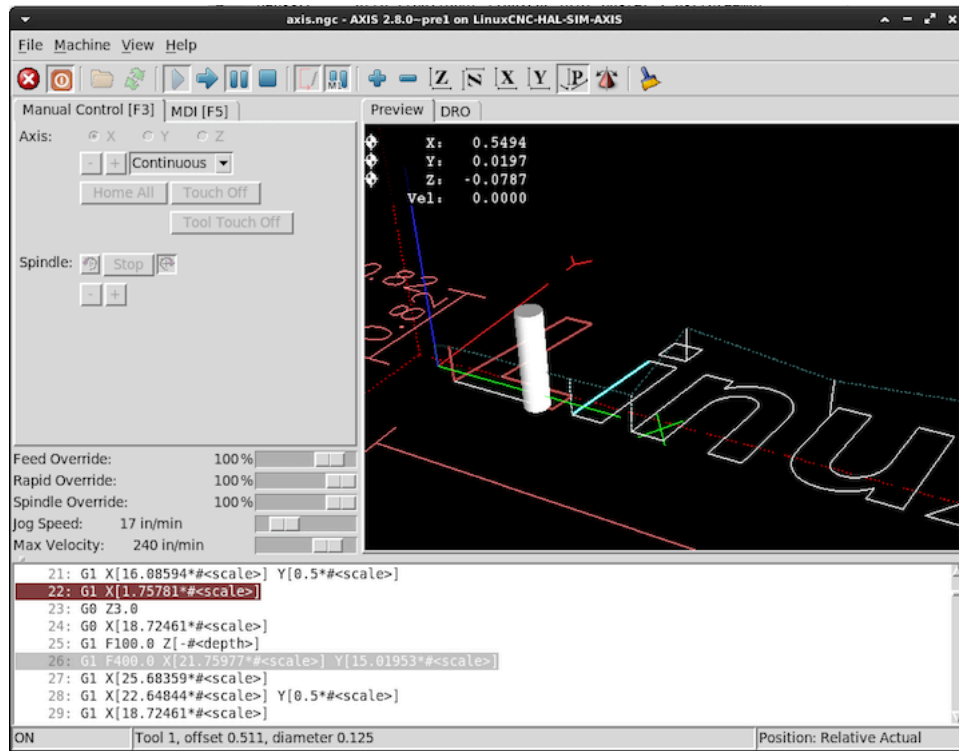 axis.ngc - AXIS 2.8.0~pre1 on LinuxCNC-HAL-SIM-AXIS
File Machine View Help
M1 Z N X Y P
Manual Control [F3] MDI [F5] Preview DRO
Axis: X Y Z
- + Continuous
Home All Touch Off
Tool Touch Off
Spindle: Stop
- +
X: 0.5494
Y: 0.0197
Z: -0.0787
Vel: 0.0000
Y
X
Linu
Feed Override: 100 %
Rapid Override: 100 %
Spindle Override: 100 %
Jog Speed: 17 in/min
Max Velocity: 240 in/min
21: G1 X[16.08594*#<scale>] Y[0.5*#<scale>]
22: G1 X[1.75781*#<scale>]
23: G0 Z3.0
24: G0 X[18.72461*#<scale>]
25: G1 F100.0 Z[-#<depth>]
26: G1 F400.0 X[21.75977*#<scale>] Y[15.01953*#<scale>]
27: G1 X[25.68359*#<scale>]
28: G1 X[22.64844*#<scale>] Y[0.5*#<scale>]
29: G1 X[18.72461*#<scale>]
ON Tool 1, offset 0.511, diameter 0.125 Position: Relative Actual